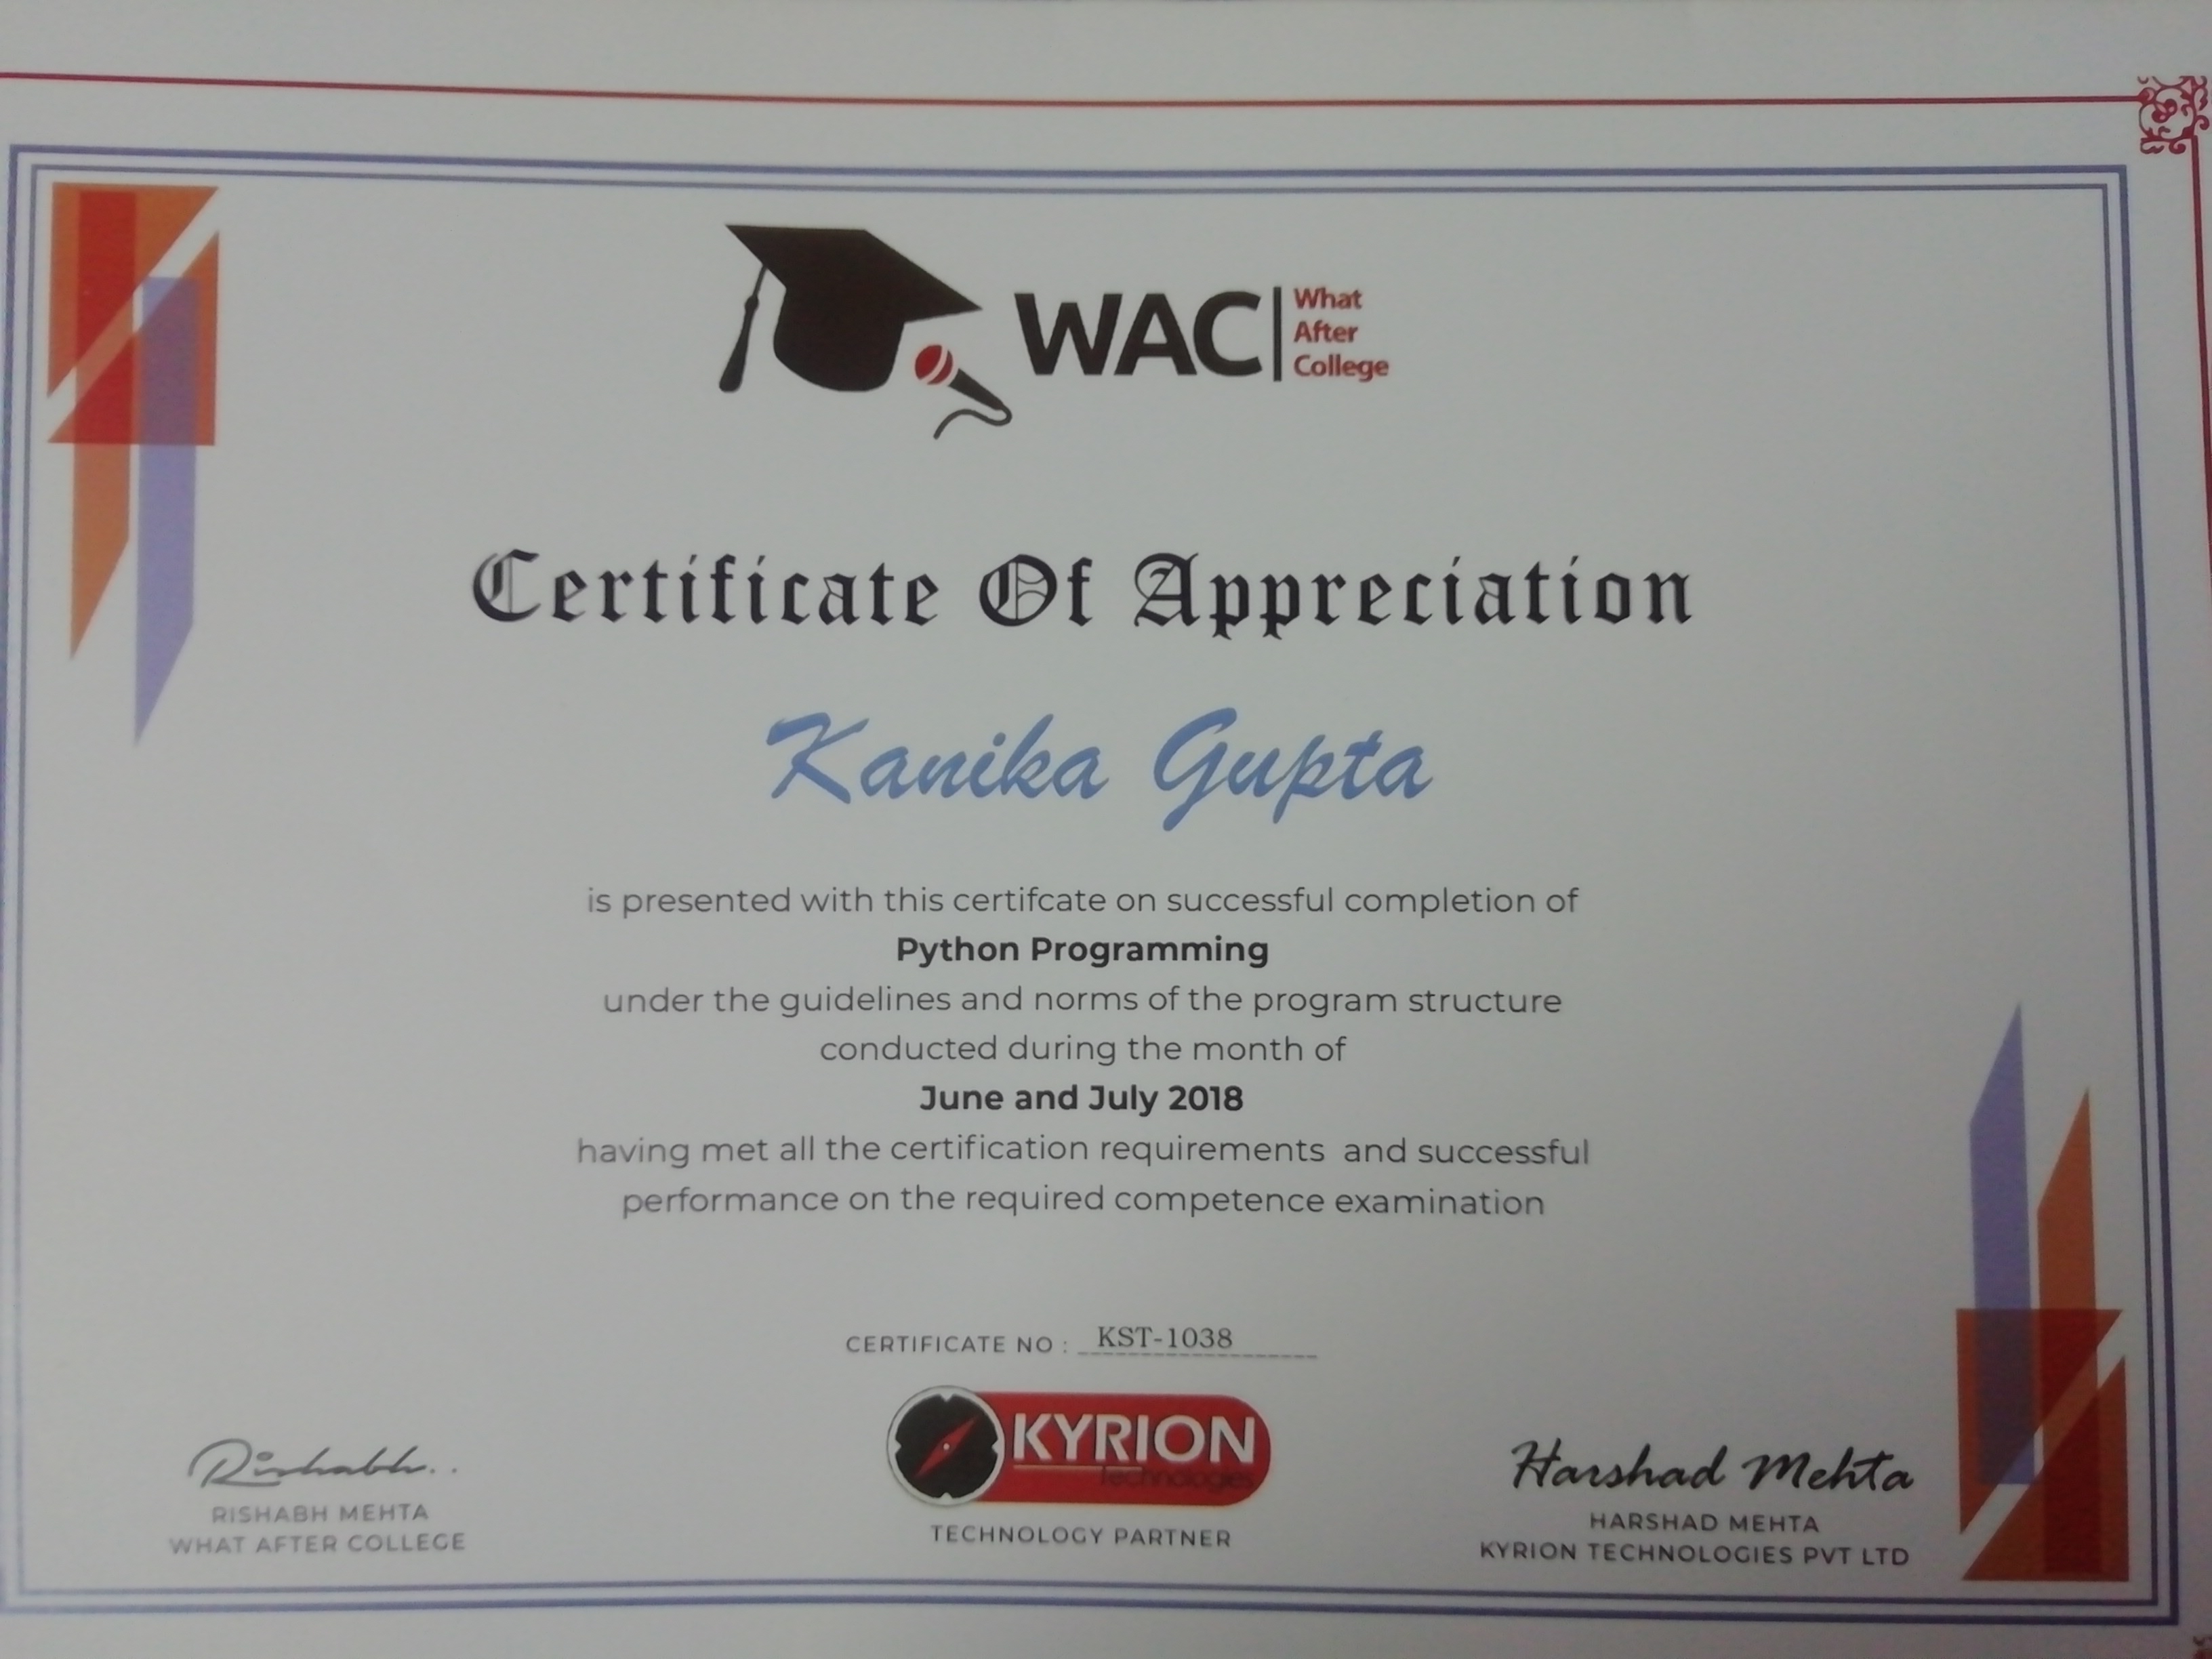 WAC
What
After
College
Certificate Of Appreciation
Kanika Gupta
is presented with this certifcate on successful completion of
Python Programming
under the guidelines and norms of the program structure
conducted during the month of
June and July 2018
having met all the certification requirements and successful
performance on the required competence examination
CERTIFICATE NO : KST-1038
KYRION
Technologies
TECHNOLOGY PARTNER
Rishabh..
RISHABH MEHTA
WHAT AFTER COLLEGE
Harshad Mehta
HARSHAD MEHTA
KYRION TECHNOLOGIES PVT LTD